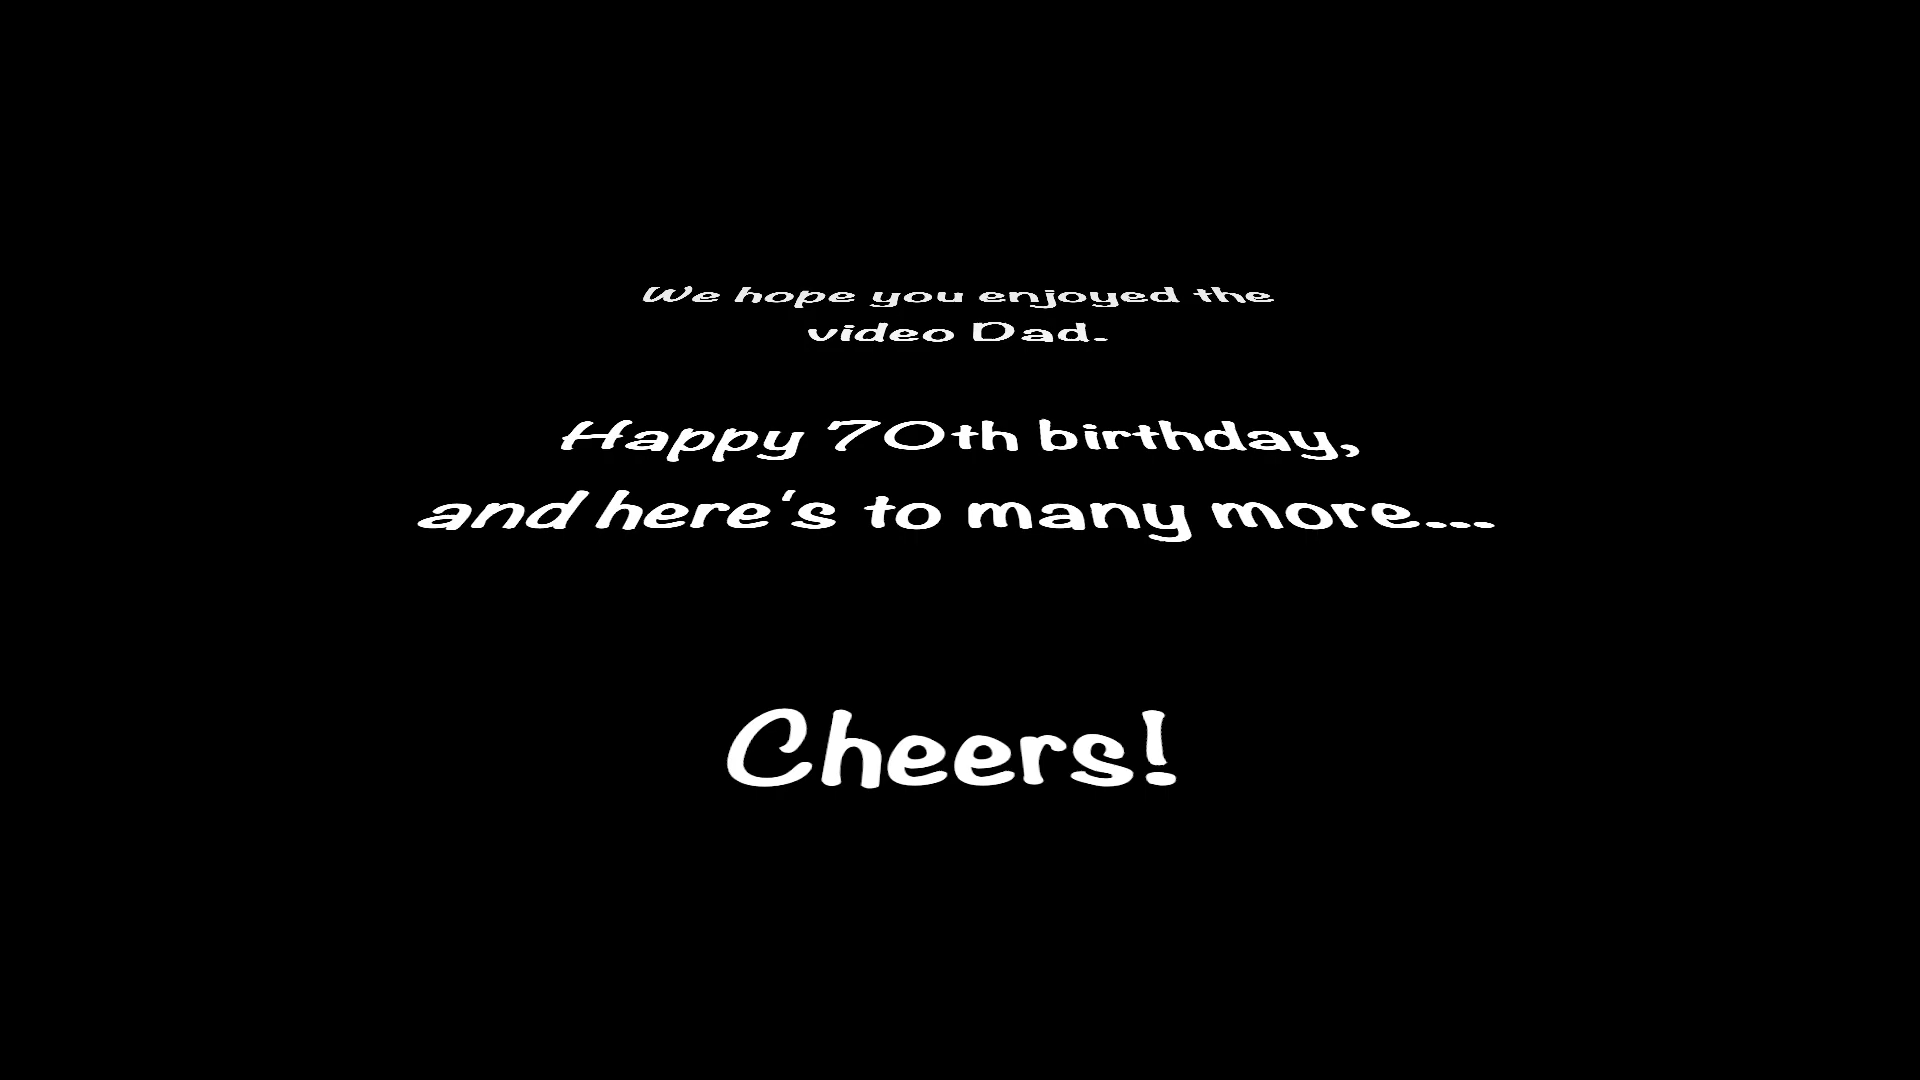 We hope you enjoyed the
video Dad.
Happy 70th birthday,
and here's to many more...
Cheers!